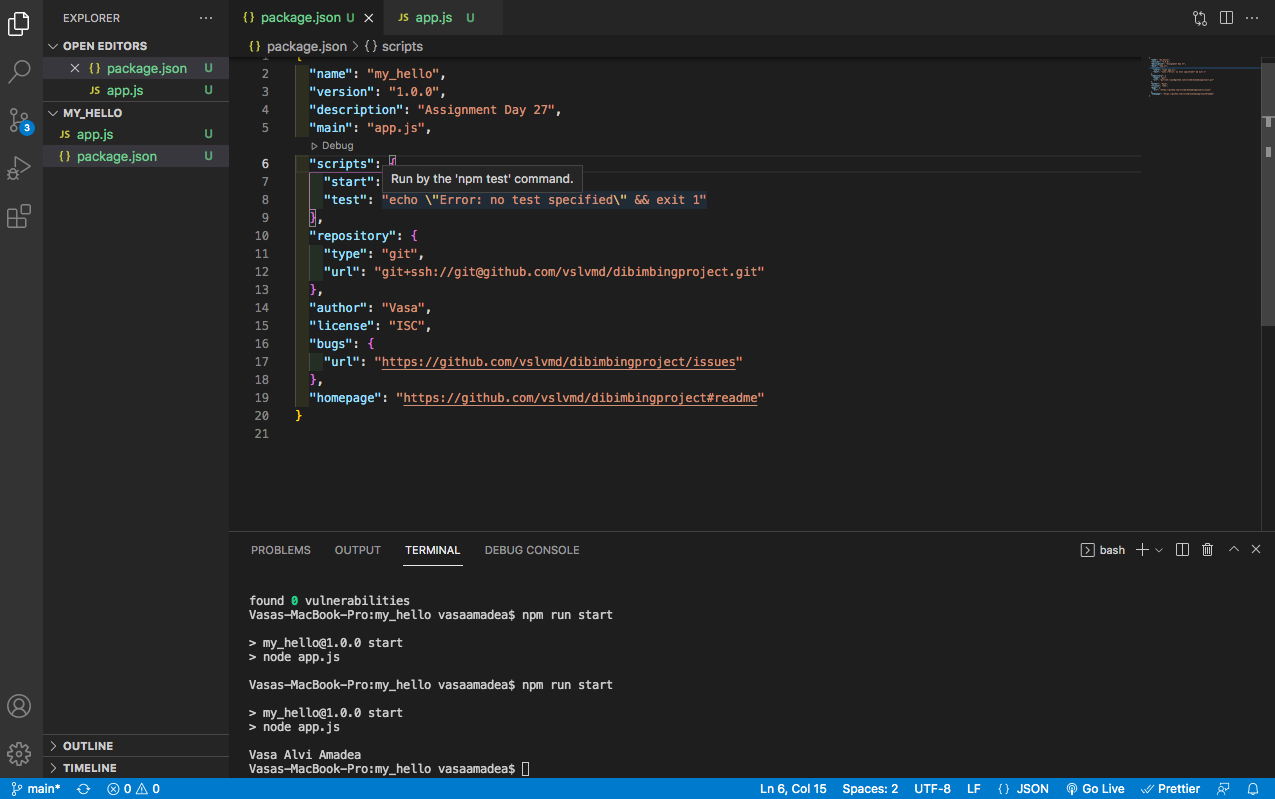 EXPLORER
OPEN EDITORS
package.json U
JS app.js U
MY_HELLO
JS app.js U
{} package.json U
3
OUTLINE
TIMELINE
{} package.json U
JS app.js U
{} package.json > {} scripts
1 {
2 "name": "my_hello",
3 "version": "1.0.0",
4 "description": "Assignment Day 27",
5 "main": "app.js",
Debug
6 "scripts": {
7 "start":
Run by the 'npm test' command.
8 "test": "echo \"Error: no test specified\" && exit 1"
9 },
10 "repository": {
11 "type": "git",
12 "url": "git+ssh://git@github.com/vslvmd/dibimbingproject.git"
13 },
14 "author": "Vasa",
15 "license": "ISC",
16 "bugs": {
17 "url": "https://github.com/vslvmd/dibimbingproject/issues"
18 },
19 "homepage": "https://github.com/vslvmd/dibimbingproject#readme"
20 }
21
PROBLEMS OUTPUT TERMINAL DEBUG CONSOLE bash
found 0 vulnerabilities
Vasas-MacBook-Pro:my_hello vasaamadea$ npm run start
> my_hello@1.0.0 start
> node app.js
Vasas-MacBook-Pro:my_hello vasaamadea$ npm run start
> my_hello@1.0.0 start
> node app.js
Vasa Alvi Amadea
Vasas-MacBook-Pro:my_hello vasaamadea$
main* 0 0 Ln 6, Col 15 Spaces: 2 UTF-8 LF {} JSON Go Live Prettier